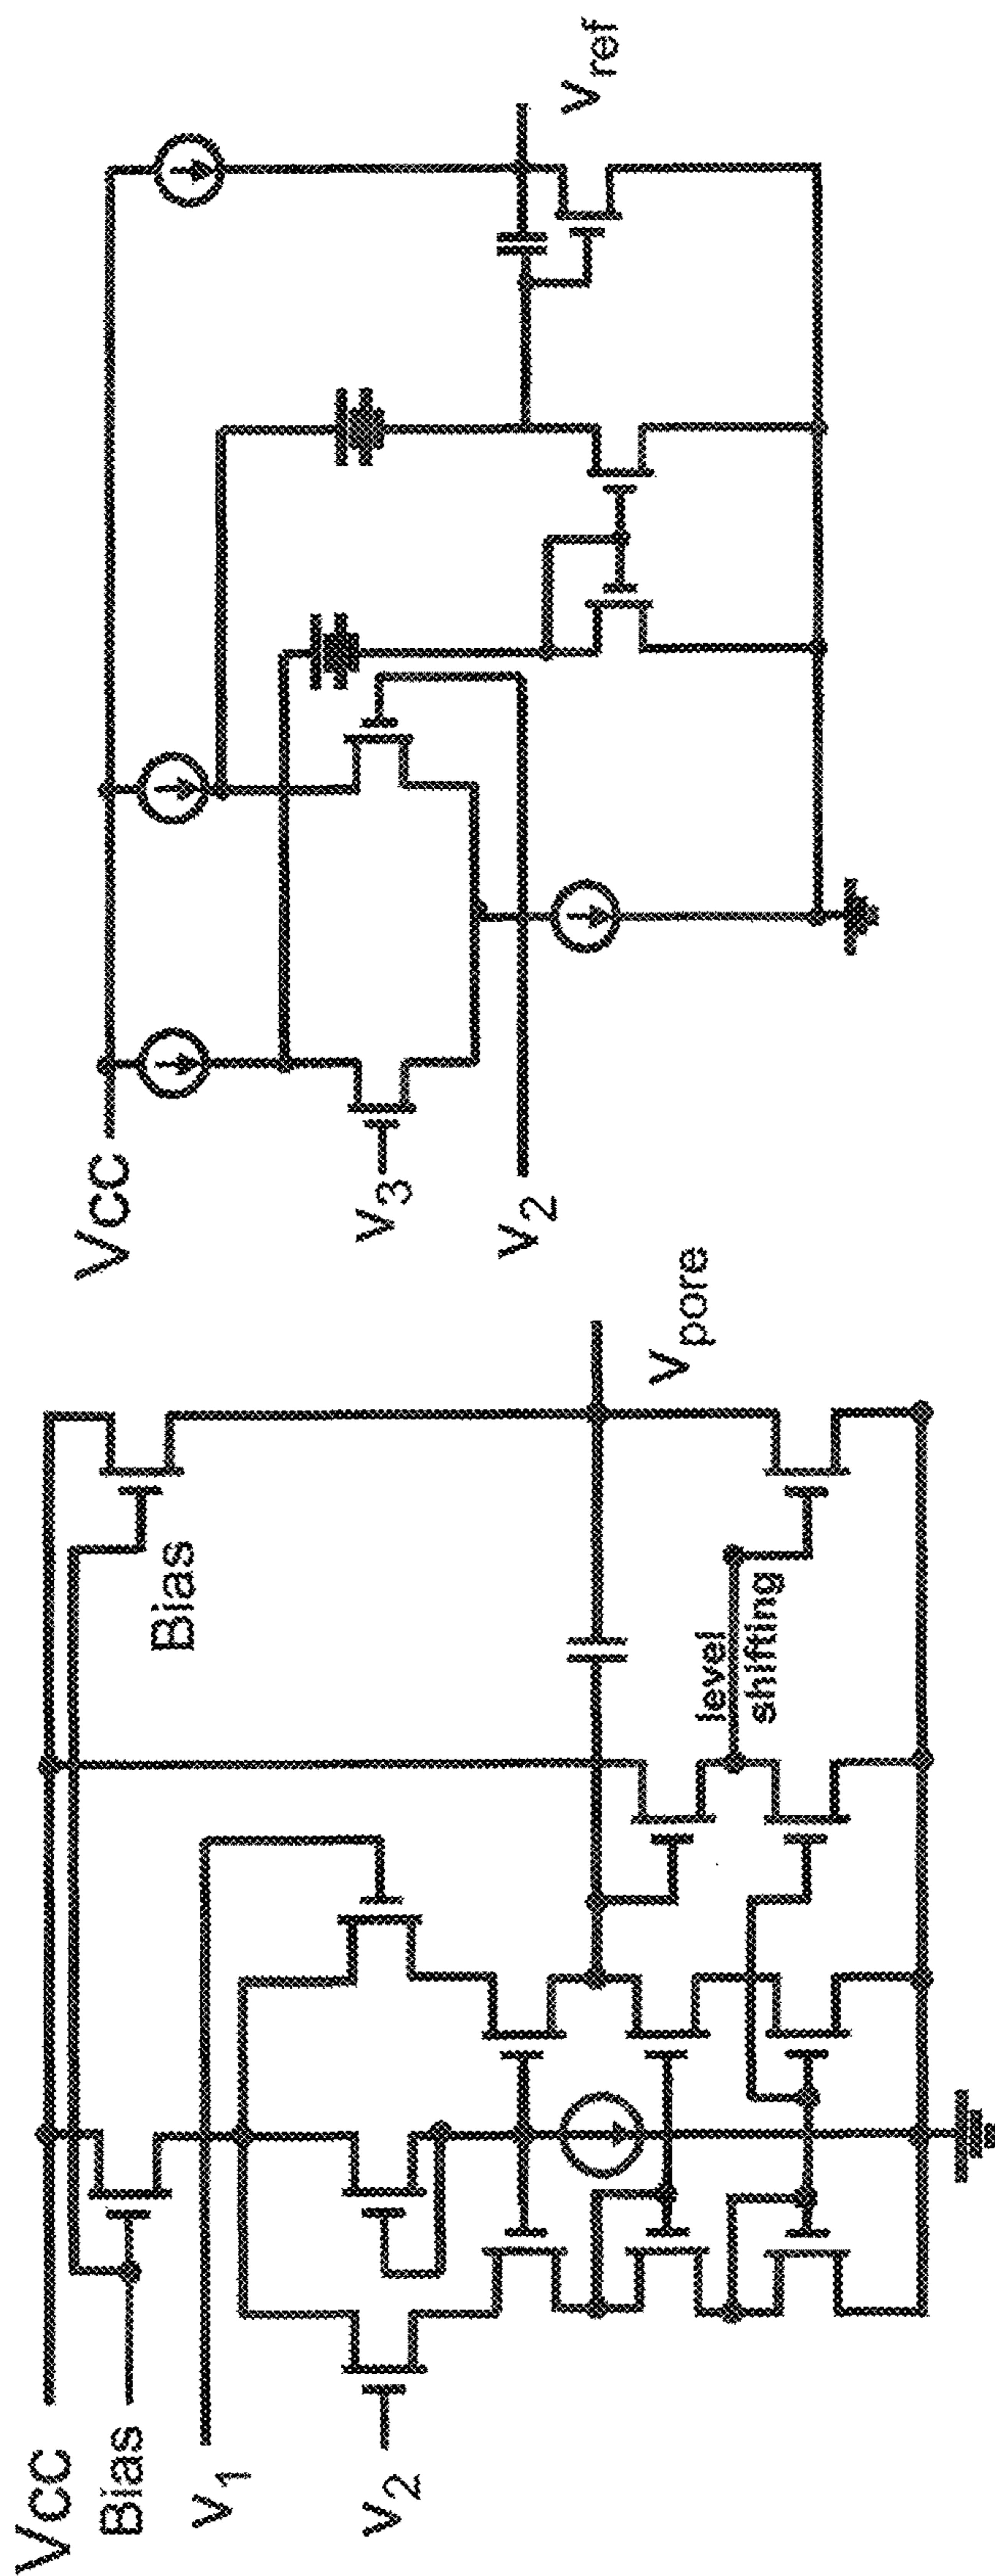 Vcc
Bias
V1
V2
Bias
level
shifting
Vpore
Vcc
V3
V2
Vref